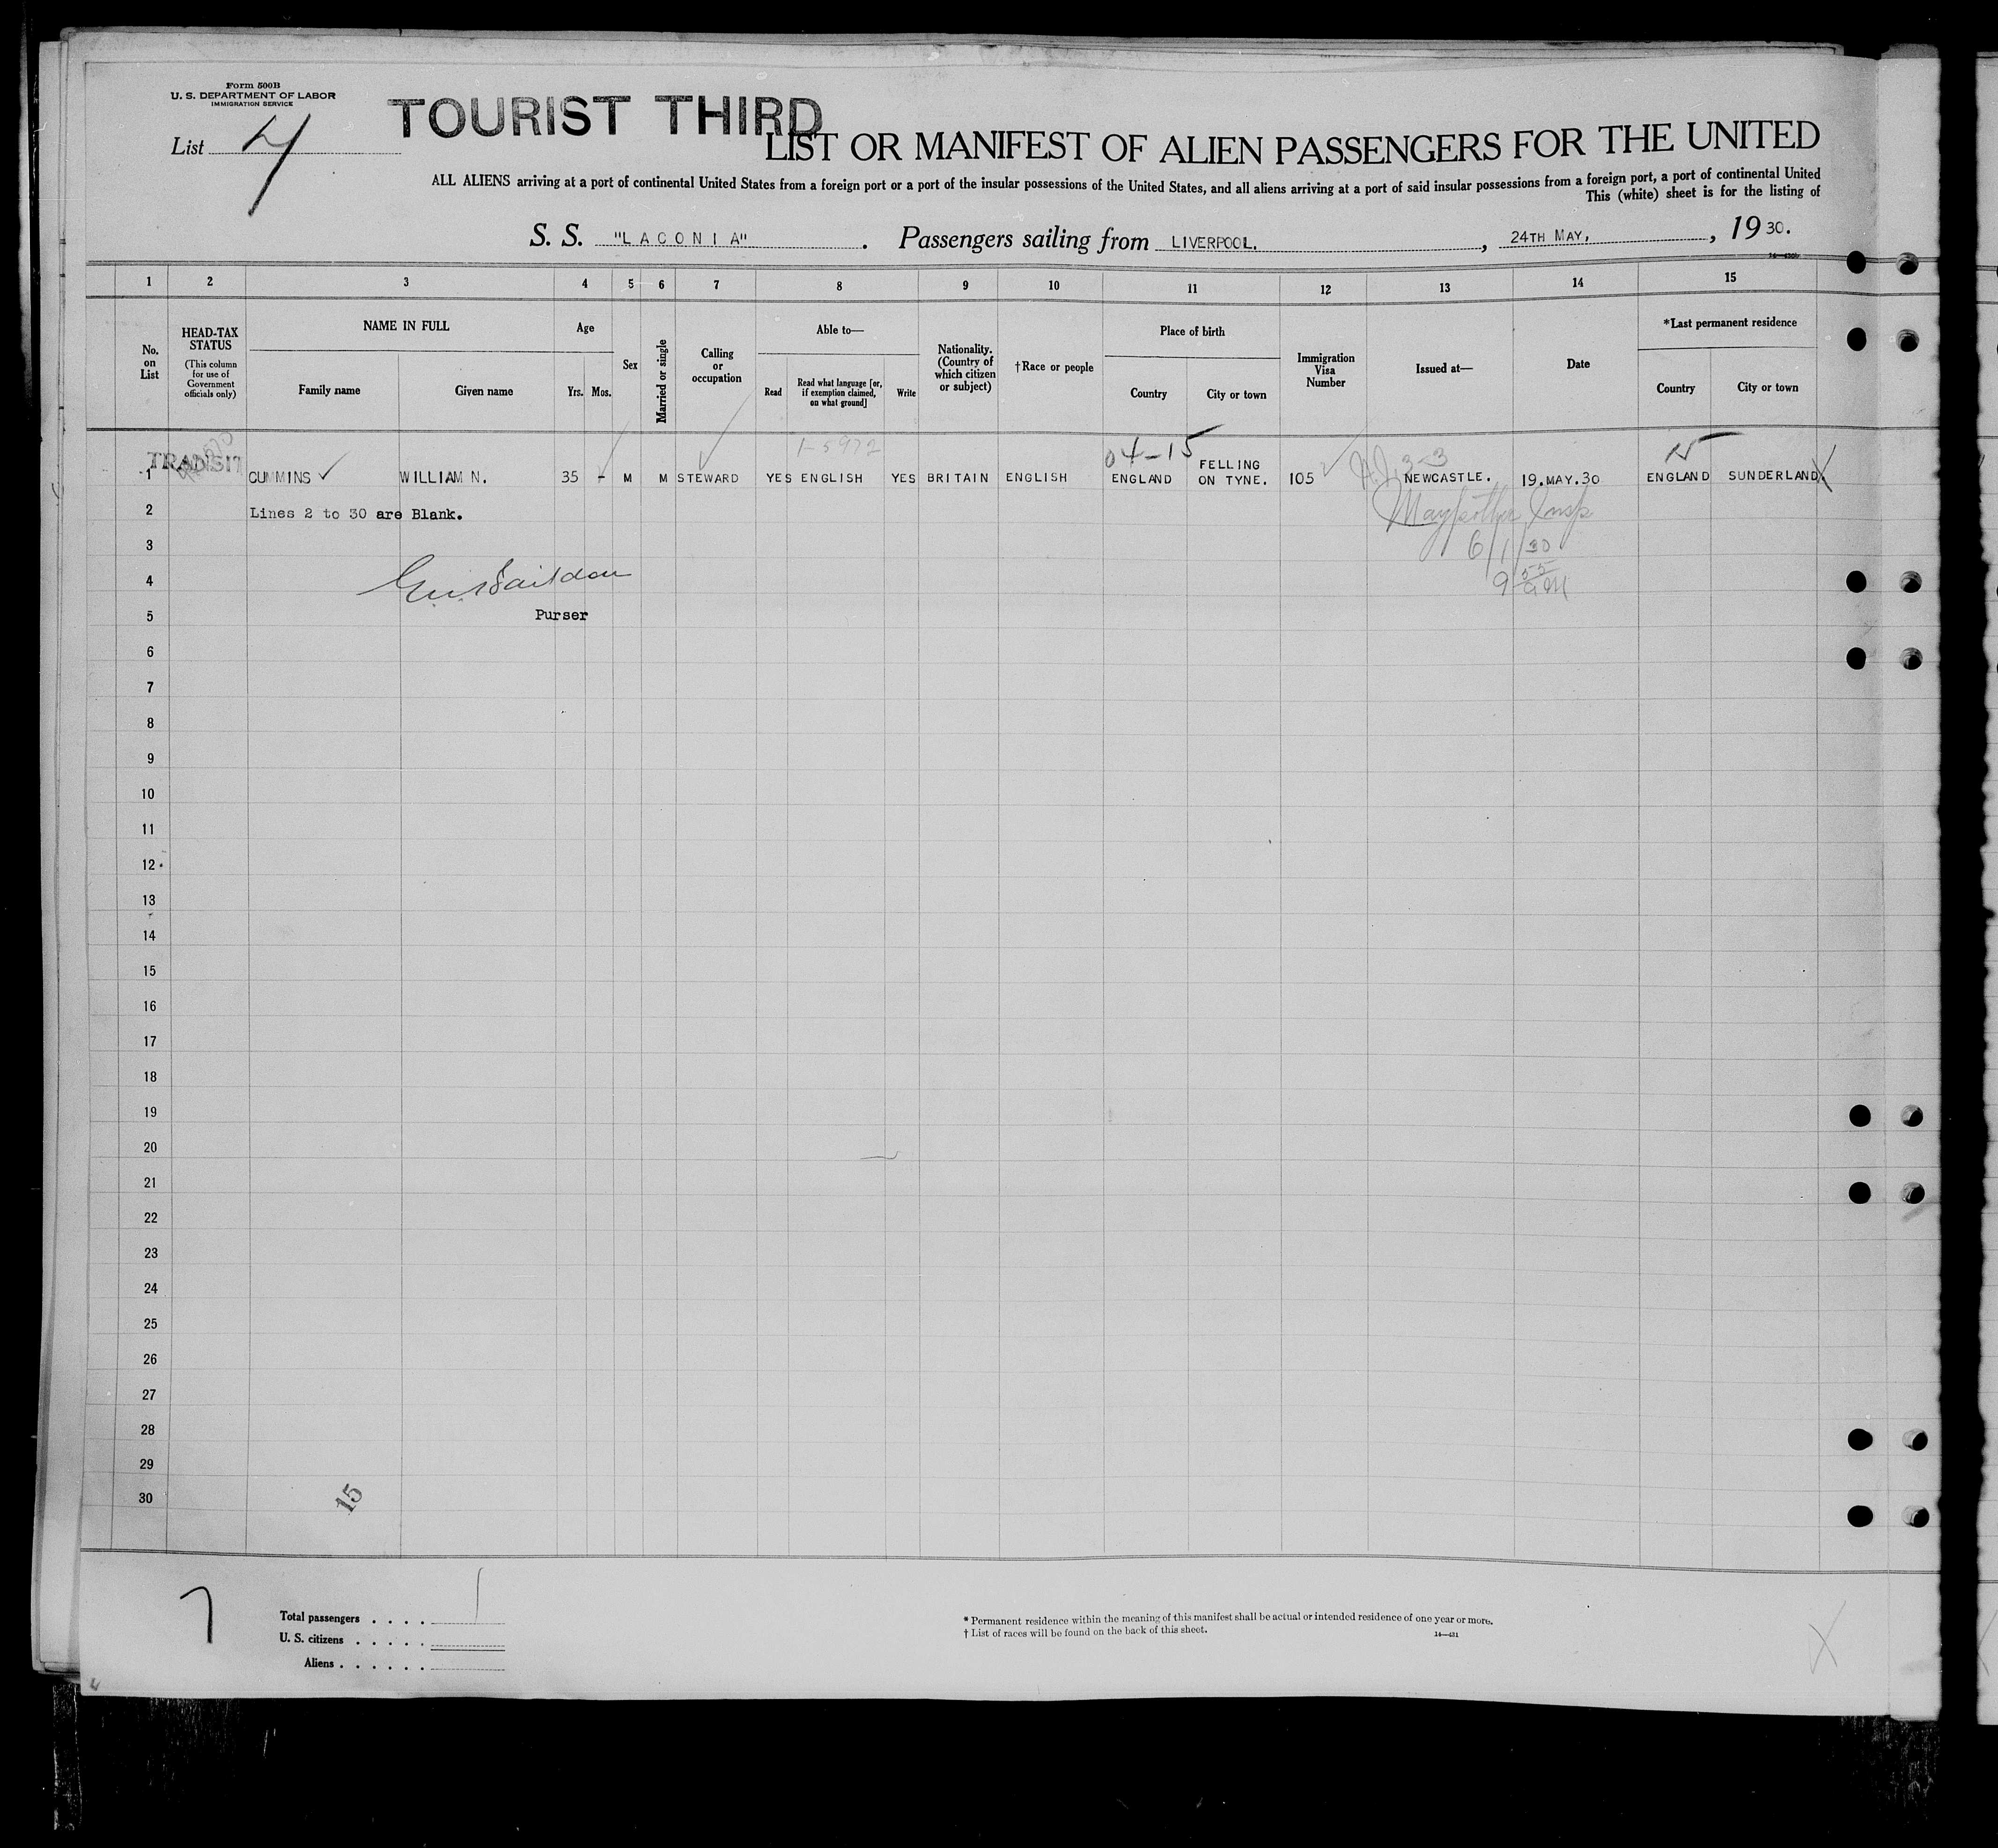 Form 500B
U. S. DEPARTMENT OF LABOR
IMMIGRATION SERVICE
List 4
TOURIST THIRD
LIST OR MANIFEST OF ALIEN PASSENGERS FOR THE UNITED
ALL ALIENS arriving at a port of continental United States from a foreign port or a port of the insular possessions of the United States, and all aliens arriving at a port of said insular possessions from a foreign port, a port of continental United
This (white) sheet is for the listing of
S. S. "LACONIA". Passengers sailing from LIVERPOOL., 24TH MAY, , 19 30.
1 2 3 4 5 6 7 8 9 10 11 12 13 14 15
No. on List
HEAD-TAX STATUS
(This column for use of Government officials only)
NAME IN FULL
Family name Given name
Age
Yrs. Mos.
Sex
Married or single
Calling or occupation
Able to—
Read
Read what language [or, if exemption claimed, on what ground]
Write
Nationality. (Country of which citizen or subject)
†Race or people
Place of birth
Country City or town
Immigration Visa Number
Issued at—
Date
*Last permanent residence
Country City or town
1-5972
04-15
15
3-3
TRANSIT
1 CUMMINS WILLIAM N. 35 - M M STEWARD YES ENGLISH YES BRITAIN ENGLISH ENGLAND FELLING ON TYNE. 105 NEWCASTLE. 19.MAY.30 ENGLAND SUNDERLAND.
2 Lines 2 to 30 are Blank.
Insp
3
6/1/30
4
9 55 AM
5 Purser
6
7
8
9
10
11
12
13
14
15
16
17
18
19
20
21
22
23
24
25
26
27
28
29
30
15
7
Total passengers . . . . 1
U. S. citizens . . . . .
Aliens . . . . . .
* Permanent residence within the meaning of this manifest shall be actual or intended residence of one year or more.
† List of races will be found on the back of this sheet.